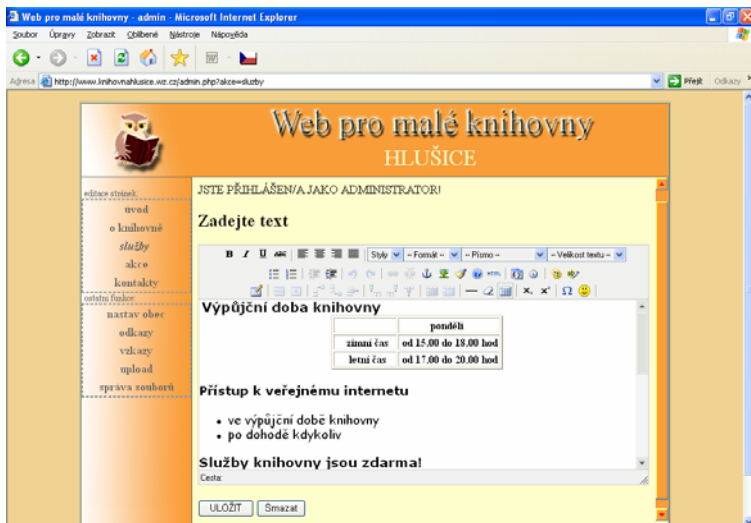 Web pro malé knihovny - admin - Microsoft Internet Explorer
Soubor Úpravy Zobrazit Oblíbené Nástroje Nápověda
Adresa http://www.knihovnahlusice.wz.cz/admin.php?akce=sluzby Přejít Odkazy
Web pro malé knihovny
HLUŠICE
editace stránek:
úvod
o knihovně
služby
akce
kontakty
ostatní funkce:
nastav obec
odkazy
vzkazy
upload
správa souborů
JSTE PŘIHLÁŠEN/A JAKO ADMINISTRATOR!
Zadejte text
B I U ABC Styly -- Formát -- -- Písmo -- -- Velikost textu --
HTML
x, x² Ω
Výpůjční doba knihovny
pondělí
zimní čas od 15,00 do 18,00 hod
letní čas od 17,00 do 20,00 hod
Přístup k veřejnému internetu
• ve výpůjční době knihovny
• po dohodě kdykoliv
Služby knihovny jsou zdarma!
Cesta:
ULOŽIT Smazat